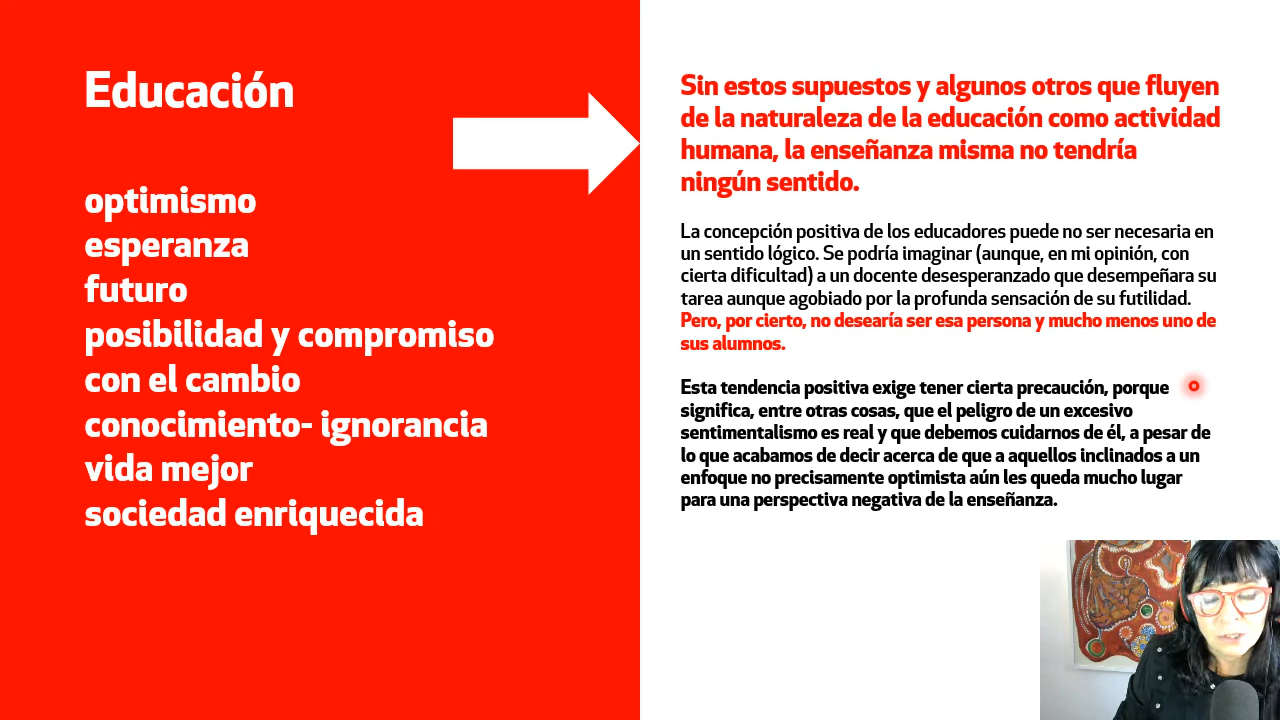 Educación
optimismo
esperanza
futuro
posibilidad y compromiso
con el cambio
conocimiento- ignorancia
vida mejor
sociedad enriquecida
Sin estos supuestos y algunos otros que fluyen
de la naturaleza de la educación como actividad
humana, la enseñanza misma no tendría
ningún sentido.
La concepción positiva de los educadores puede no ser necesaria en
un sentido lógico. Se podría imaginar (aunque, en mi opinión, con
cierta dificultad) a un docente desesperanzado que desempeñara su
tarea aunque agobiado por la profunda sensación de su futilidad.
Pero, por cierto, no desearía ser esa persona y mucho menos uno de
sus alumnos.
Esta tendencia positiva exige tener cierta precaución, porque
significa, entre otras cosas, que el peligro de un excesivo
sentimentalismo es real y que debemos cuidarnos de él, a pesar de
lo que acabamos de decir acerca de que a aquellos inclinados a un
enfoque no precisamente optimista aún les queda mucho lugar
para una perspectiva negativa de la enseñanza.